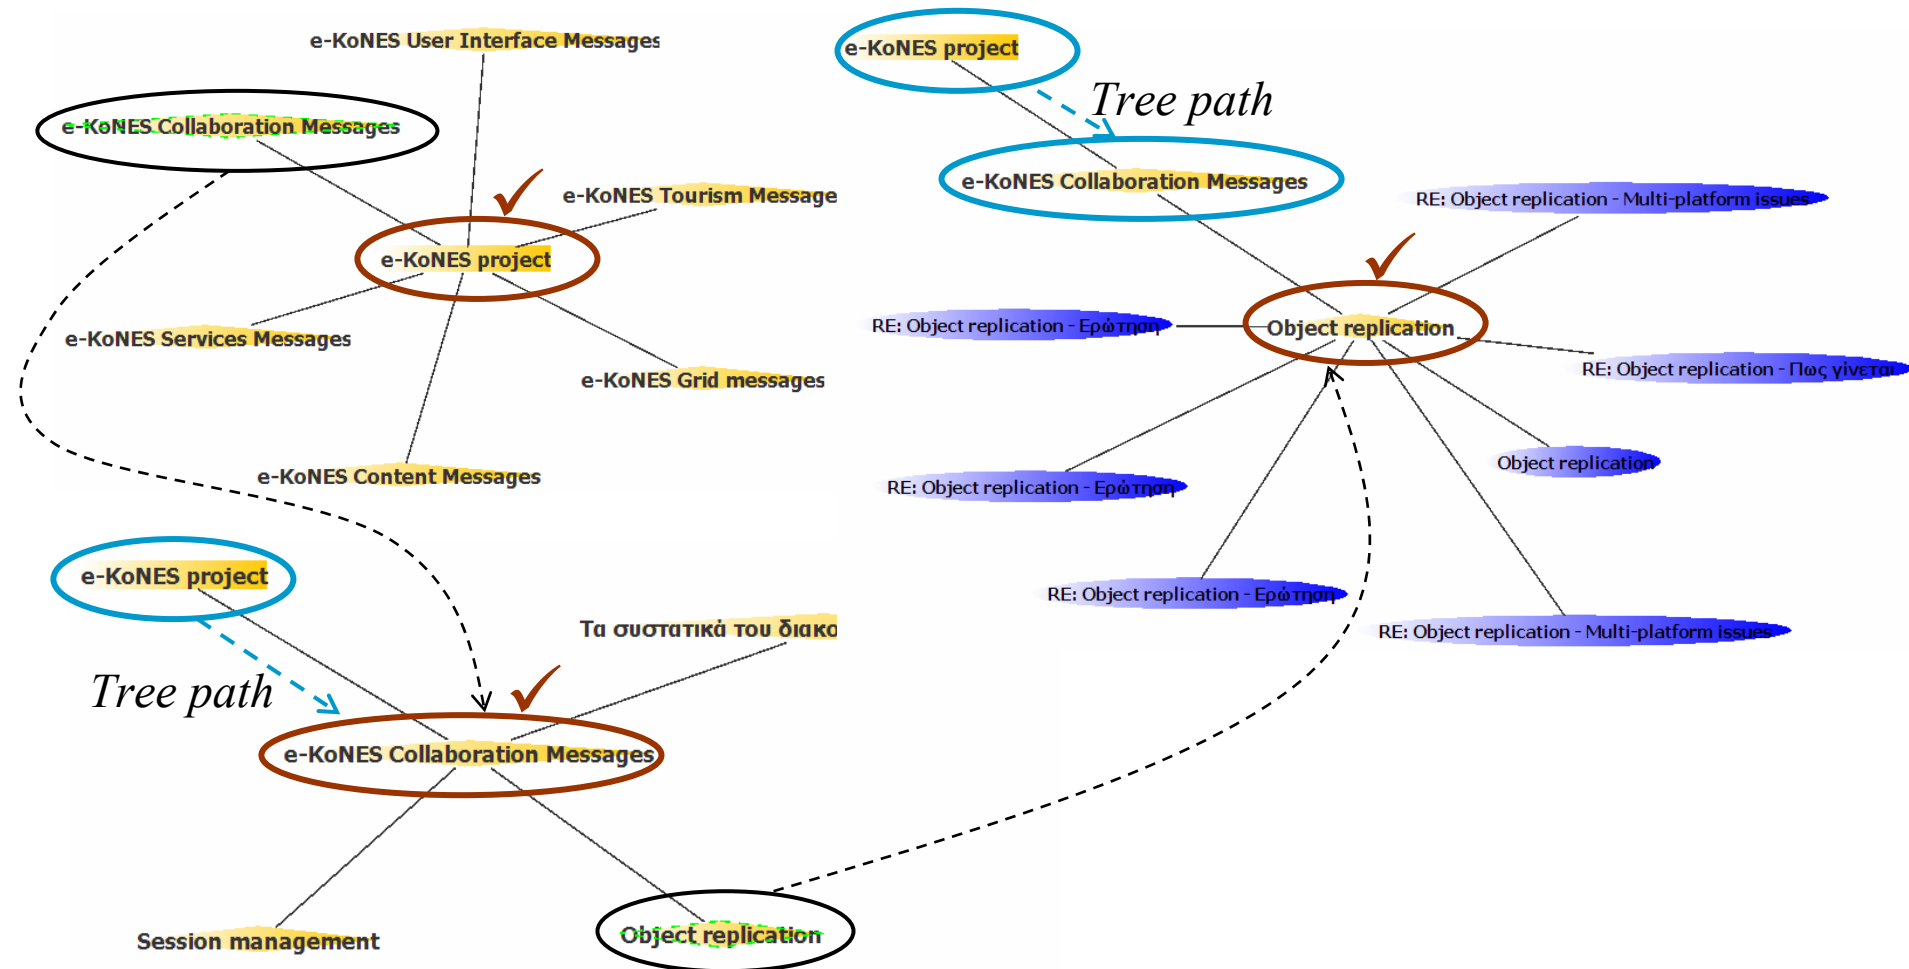 e-KoNES User Interface Messages
e-KoNES Collaboration Messages
e-KoNES Tourism Message
e-KoNES project
e-KoNES Services Messages
e-KoNES Grid messages
e-KoNES Content Messages
e-KoNES project
Tree path
e-KoNES Collaboration Messages
RE: Object replication - Multi-platform issues
RE: Object replication - Ερώτηση
Object replication
RE: Object replication - Πως γίνεται
Object replication
RE: Object replication - Ερώτηση
RE: Object replication - Ερώτηση
RE: Object replication - Multi-platform issues
e-KoNES project
Τα συστατικά του διακο
Tree path
e-KoNES Collaboration Messages
Session management
Object replication